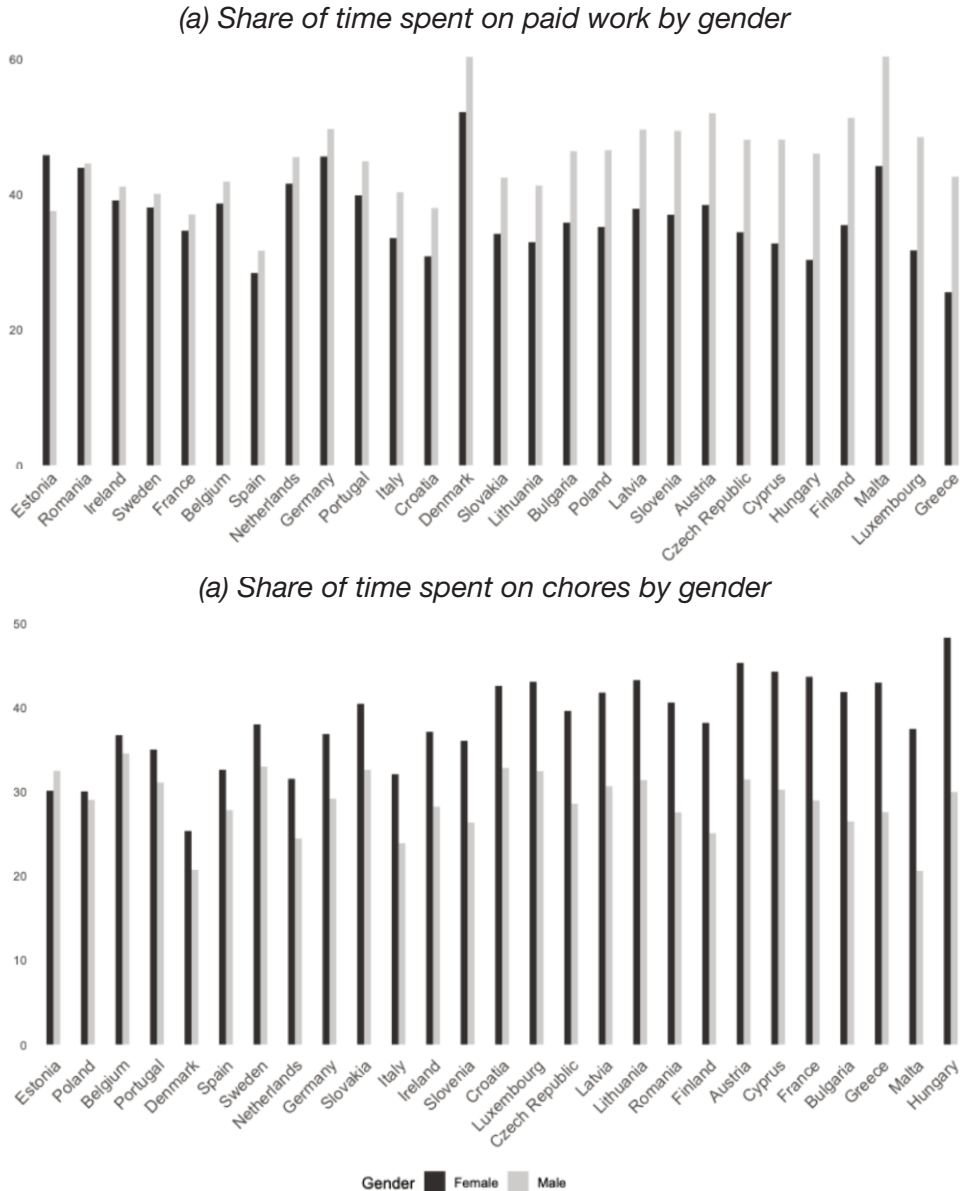 (a) Share of time spent on paid work by gender
60
40
20
0
Estonia
Romania
Ireland
Sweden
France
Belgium
Spain
Netherlands
Germany
Portugal
Italy
Croatia
Denmark
Slovakia
Lithuania
Bulgaria
Poland
Latvia
Slovenia
Austria
Czech Republic
Cyprus
Hungary
Finland
Malta
Luxembourg
Greece
(a) Share of time spent on chores by gender
50
40
30
20
10
0
Estonia
Poland
Belgium
Portugal
Denmark
Spain
Sweden
Netherlands
Germany
Slovakia
Italy
Ireland
Slovenia
Croatia
Luxembourg
Czech Republic
Latvia
Lithuania
Romania
Finland
Austria
Cyprus
France
Bulgaria
Greece
Malta
Hungary
Gender Female Male